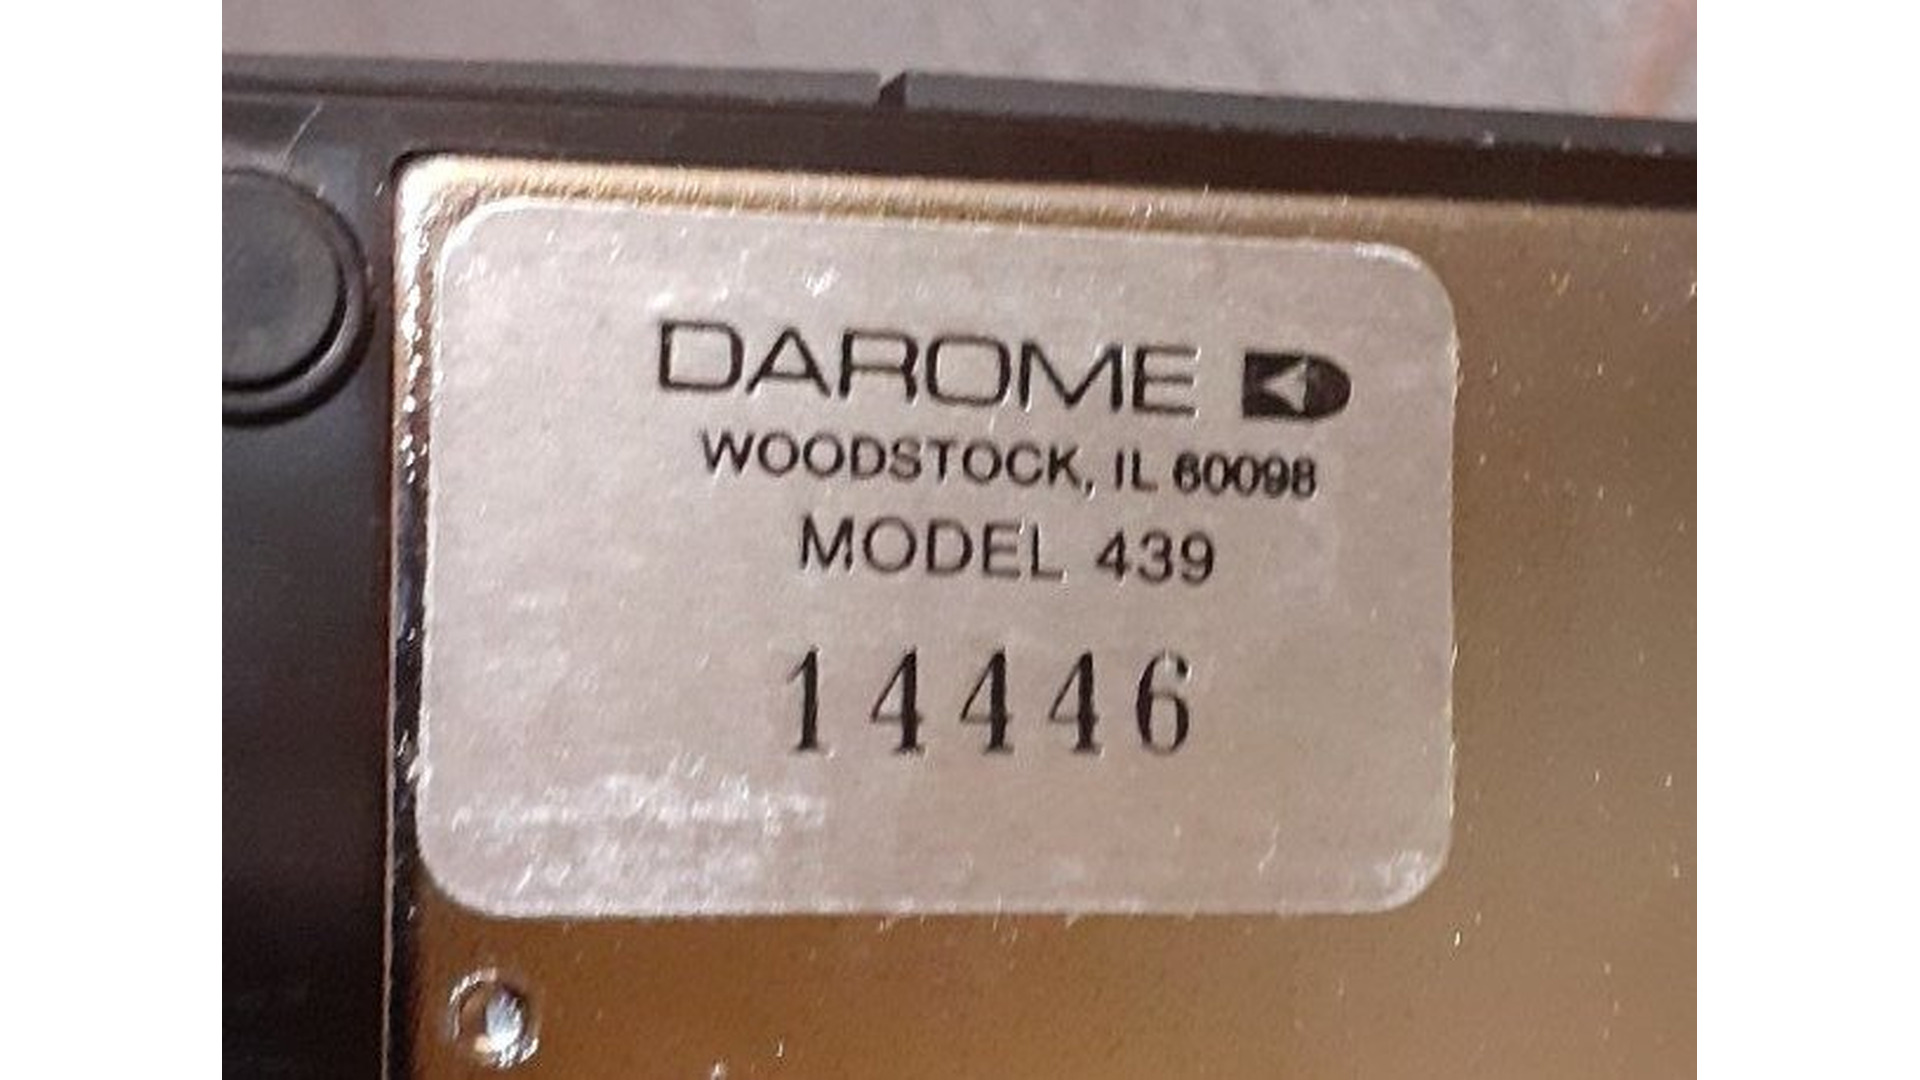 DAROME
WOODSTOCK, IL 60098
MODEL 439
14446